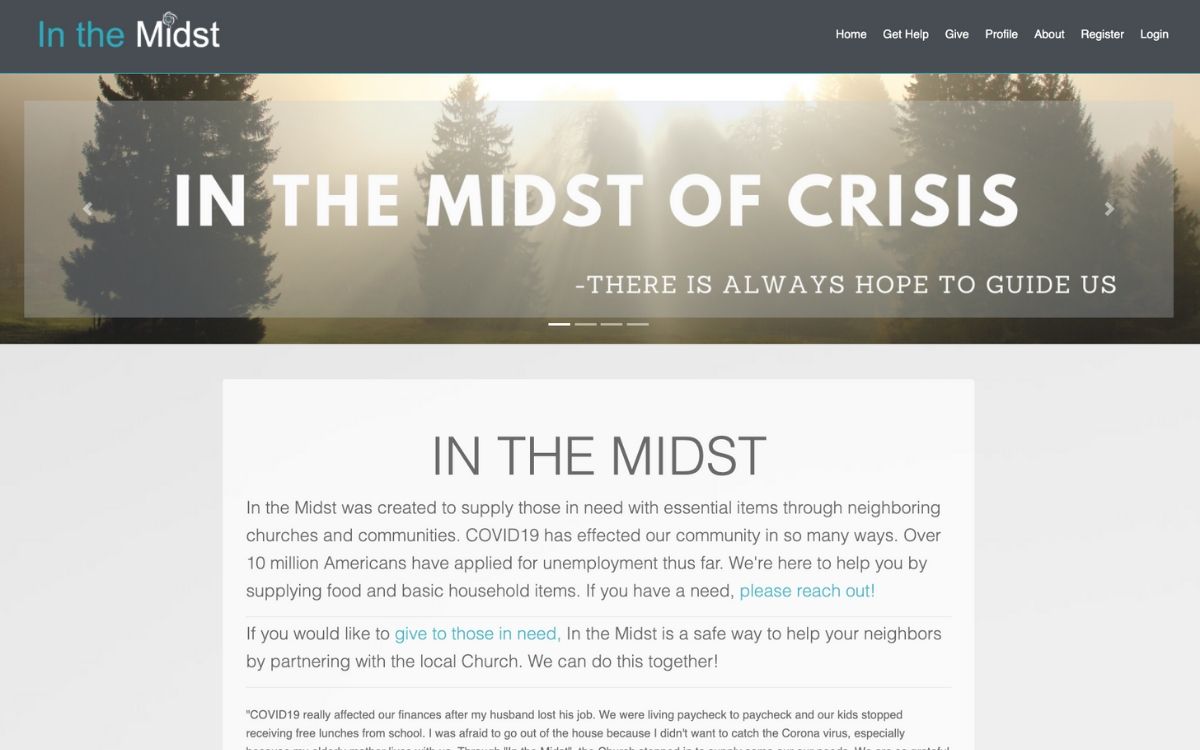 In the Midst
Home Get Help Give Profile About Register Login
IN THE MIDST OF CRISIS
-THERE IS ALWAYS HOPE TO GUIDE US
IN THE MIDST
In the Midst was created to supply those in need with essential items through neighboring
churches and communities. COVID19 has effected our community in so many ways. Over
10 million Americans have applied for unemployment thus far. We're here to help you by
supplying food and basic household items. If you have a need, please reach out!
If you would like to give to those in need, In the Midst is a safe way to help your neighbors
by partnering with the local Church. We can do this together!
"COVID19 really affected our finances after my husband lost his job. We were living paycheck to paycheck and our kids stopped
receiving free lunches from school. I was afraid to go out of the house because I didn't want to catch the Corona virus, especially